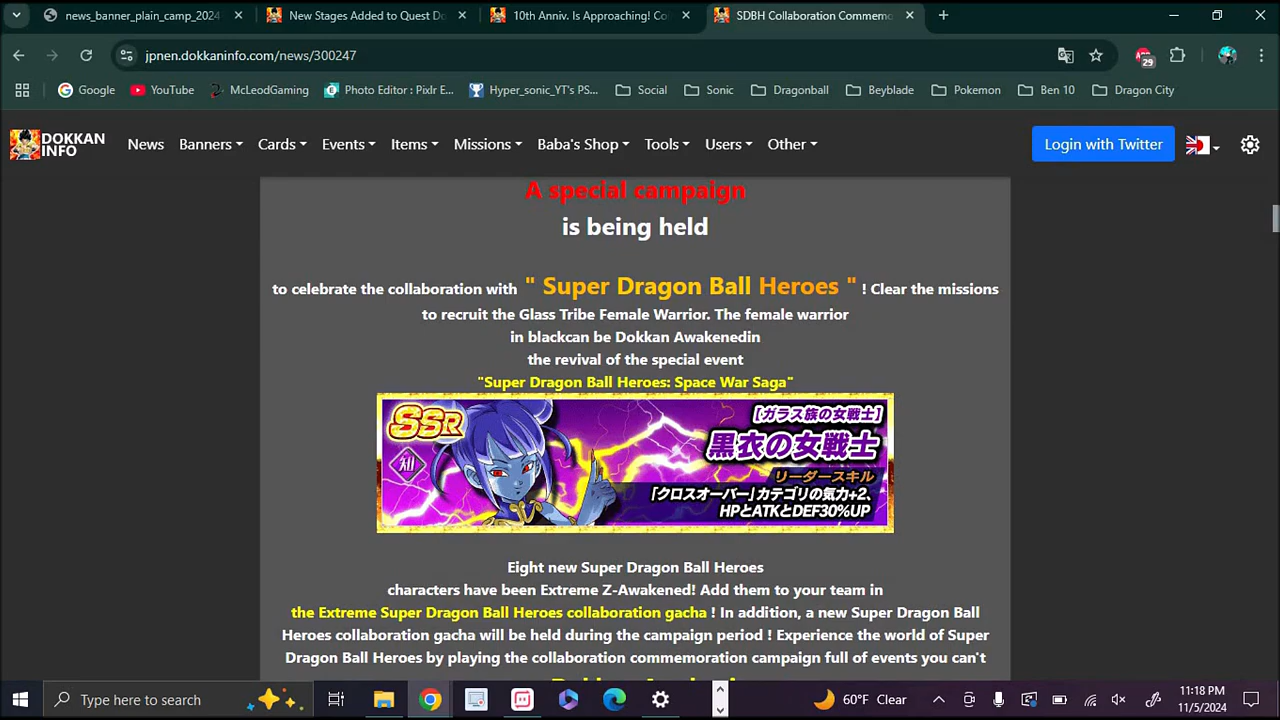 news_banner_plain_camp_2024
New Stages Added to Quest Do
10th Anniv. Is Approaching! Co
SDBH Collaboration Commemo
jpnen.dokkaninfo.com/news/300247
29
Google
YouTube
McLeodGaming
Photo Editor : Pixlr E...
Hyper_sonic_YT's PS...
Social
Sonic
Dragonball
Beyblade
Pokemon
Ben 10
Dragon City
DOKKAN
INFO
News
Banners
Cards
Events
Items
Missions
Baba's Shop
Tools
Users
Other
Login with Twitter
A special campaign
is being held
to celebrate the collaboration with " Super Dragon Ball Heroes " ! Clear the missions
to recruit the Glass Tribe Female Warrior. The female warrior
in blackcan be Dokkan Awakenedin
the revival of the special event
"Super Dragon Ball Heroes: Space War Saga"
SSR
[ガラス族の女戦士]
黒衣の女戦士
知
リーダースキル
「クロスオーバー」カテゴリの気力+2、
HPとATKとDEF30%UP
Eight new Super Dragon Ball Heroes
characters have been Extreme Z-Awakened! Add them to your team in
the Extreme Super Dragon Ball Heroes collaboration gacha ! In addition, a new Super Dragon Ball
Heroes collaboration gacha will be held during the campaign period ! Experience the world of Super
Dragon Ball Heroes by playing the collaboration commemoration campaign full of events you can't
Type here to search
60°F Clear
11:18 PM
11/5/2024